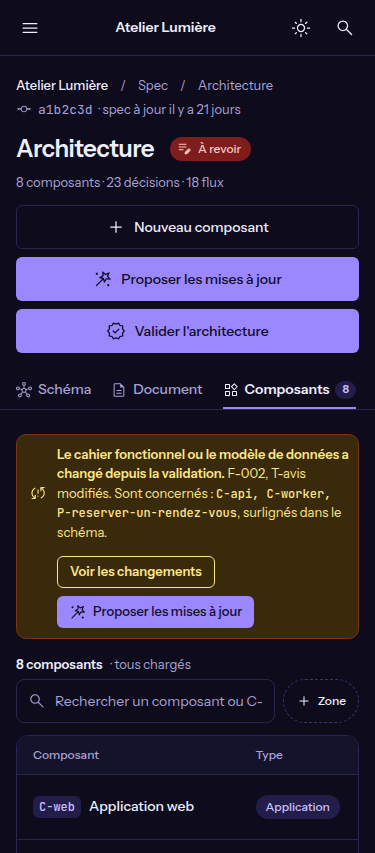 Atelier Lumière
Atelier Lumière / Spec / Architecture
a1b2c3d · spec à jour il y a 21 jours
Architecture À revoir
8 composants · 23 décisions · 18 flux
Nouveau composant
Proposer les mises à jour
Valider l'architecture
Schéma Document Composants 8
Le cahier fonctionnel ou le modèle de données a
changé depuis la validation. F-002, T-avis
modifiés. Sont concernés : C-api, C-worker,
P-reserver-un-rendez-vous, surlignés dans le
schéma.
Voir les changements
Proposer les mises à jour
8 composants · tous chargés
Rechercher un composant ou C- + Zone
Composant Type
C-web Application web Application